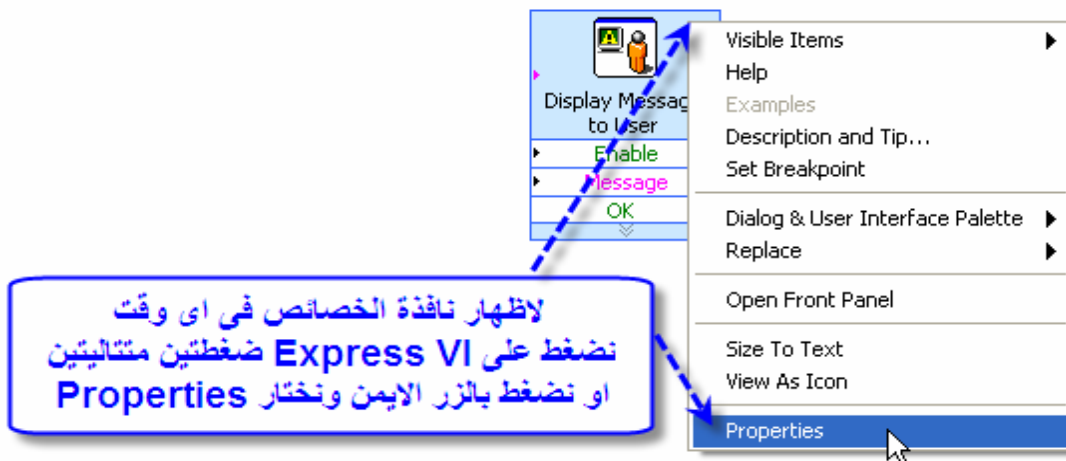 Display Messag
to User
Enable
Message
OK
Visible Items
Help
Examples
Description and Tip...
Set Breakpoint
Dialog & User Interface Palette
Replace
Open Front Panel
Size To Text
View As Icon
Properties
لاظهار نافذة الخصائص فى اى وقت
نضغط على Express VI ضغطتين متتاليتين
او نضغط بالزر الايمن ونختار Properties